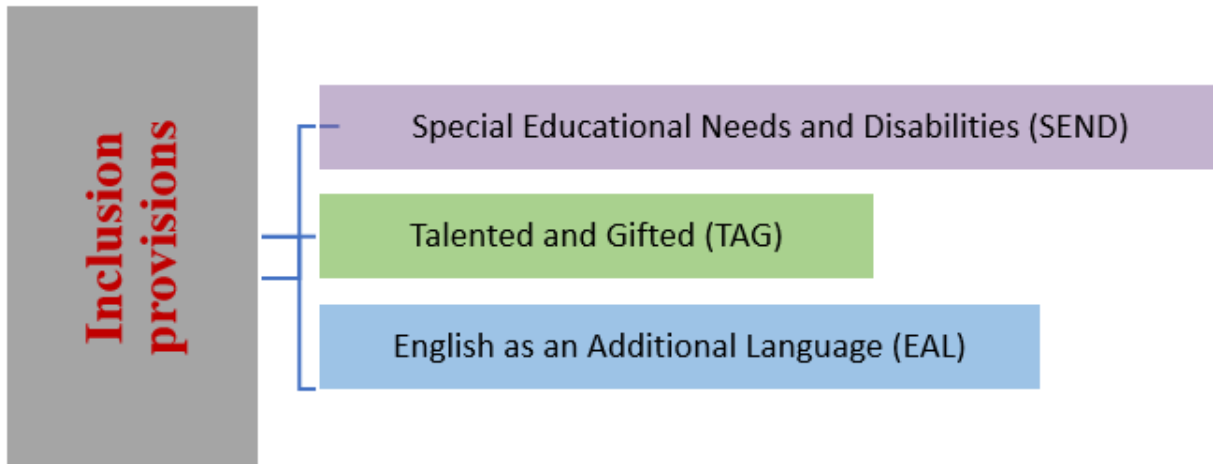 Inclusion
provisions
Special Educational Needs and Disabilities (SEND)
Talented and Gifted (TAG)
English as an Additional Language (EAL)